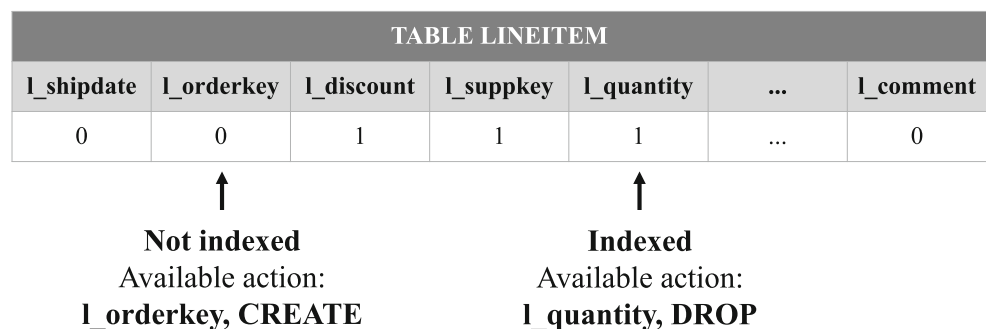 TABLE LINEITEM
l_shipdate l_orderkey l_discount l_suppkey l_quantity ... l_comment
0 0 1 1 1 ... 0
Not indexed Indexed
Available action: Available action:
l_orderkey, CREATE l_quantity, DROP